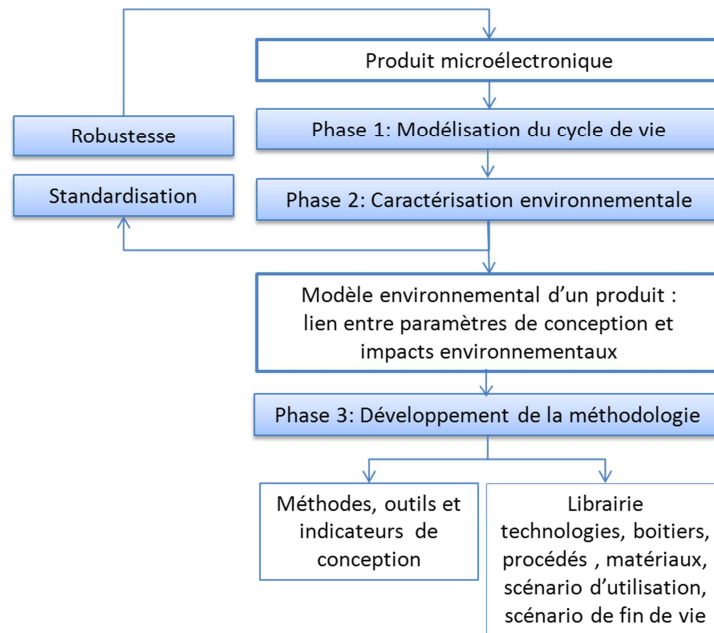 Produit microélectronique
Robustesse
Phase 1: Modélisation du cycle de vie
Standardisation
Phase 2: Caractérisation environnementale
Modèle environnemental d’un produit :
lien entre paramètres de conception et
impacts environnementaux
Phase 3: Développement de la méthodologie
Méthodes, outils et
indicateurs de
conception
Librairie
technologies, boitiers,
procédés , matériaux,
scénario d’utilisation,
scénario de fin de vie